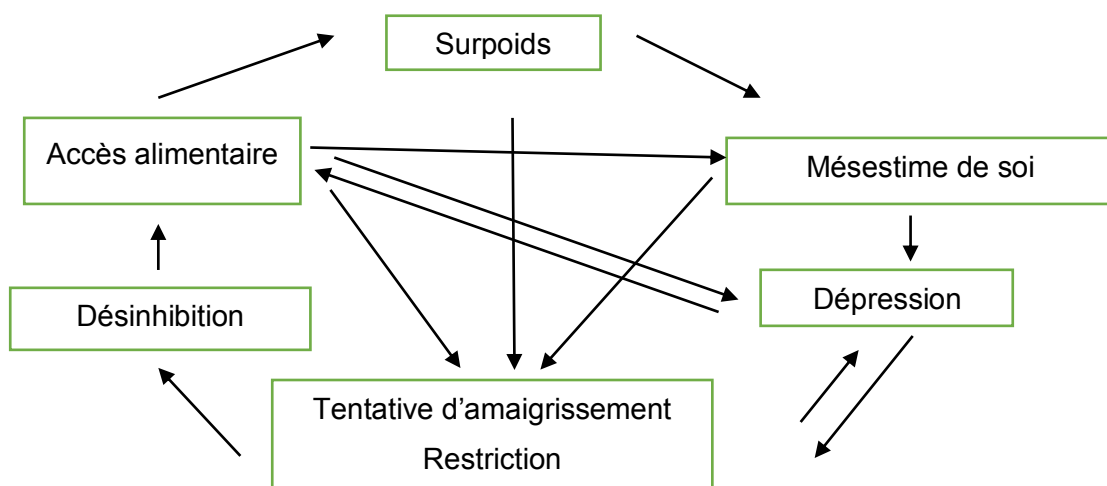 Surpoids
Accès alimentaire
Mésestime de soi
Désinhibition
Dépression
Tentative d’amaigrissement
Restriction